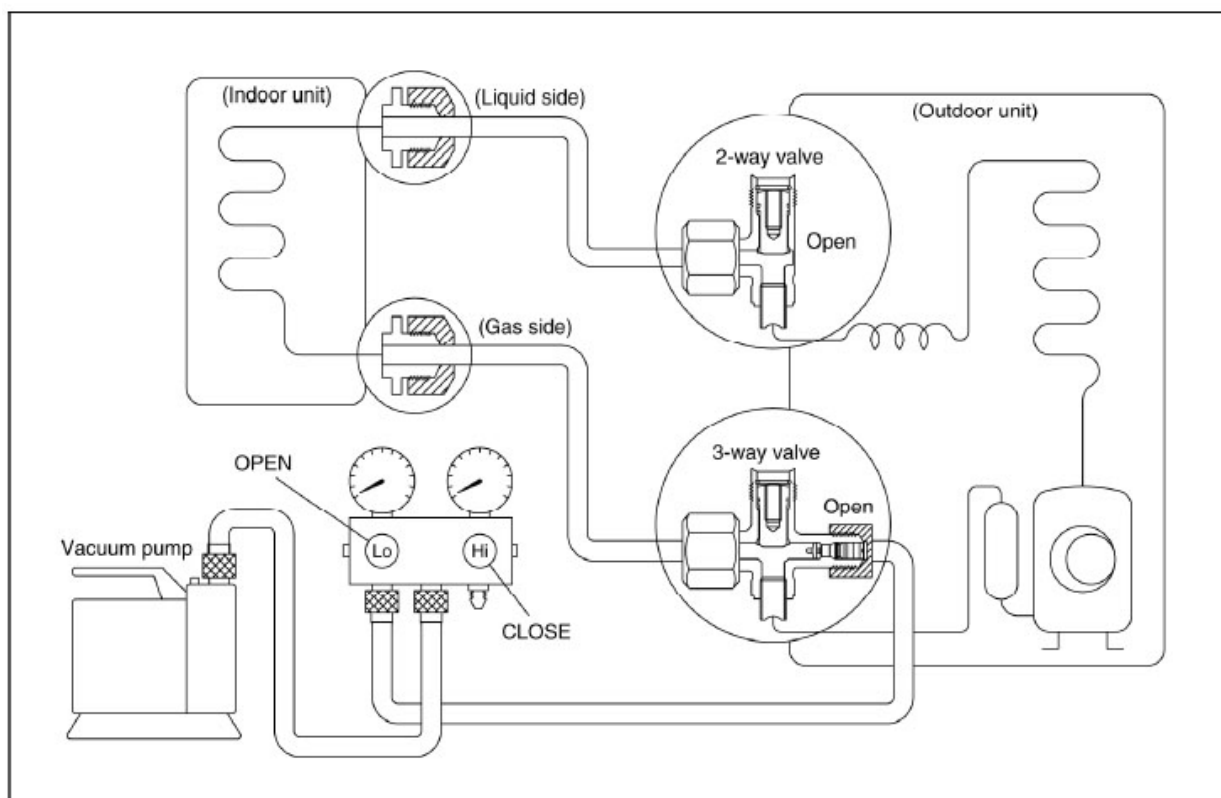 (Indoor unit)
(Liquid side)
(Outdoor unit)
2-way valve
Open
(Gas side)
3-way valve
OPEN
Open
Vacuum pump
Lo
Hi
CLOSE